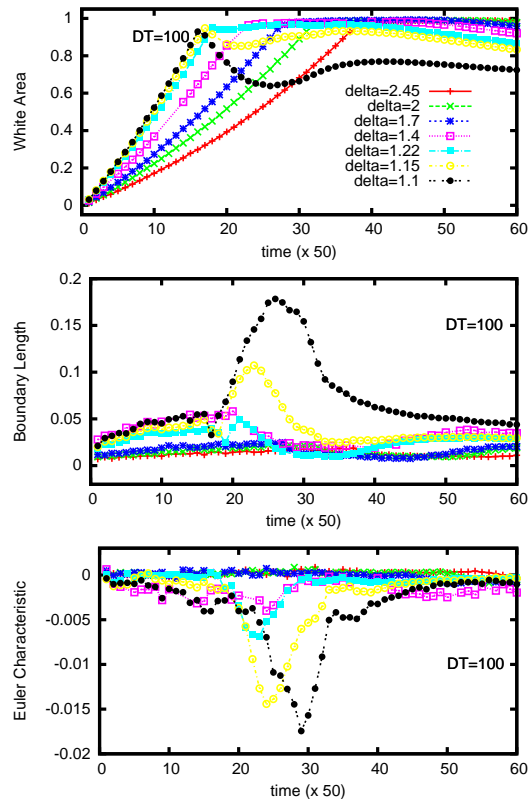 1
0.8
0.6
0.4
0.2
0
White Area
DT=100
delta=2.45
delta=2
delta=1.7
delta=1.4
delta=1.22
delta=1.15
delta=1.1
0 10 20 30 40 50 60
time (x 50)
0.2
0.15
0.1
0.05
0
Boundary Length
DT=100
0 10 20 30 40 50 60
time (x 50)
0
-0.005
-0.01
-0.015
-0.02
Euler Characteristic
DT=100
0 10 20 30 40 50 60
time (x 50)